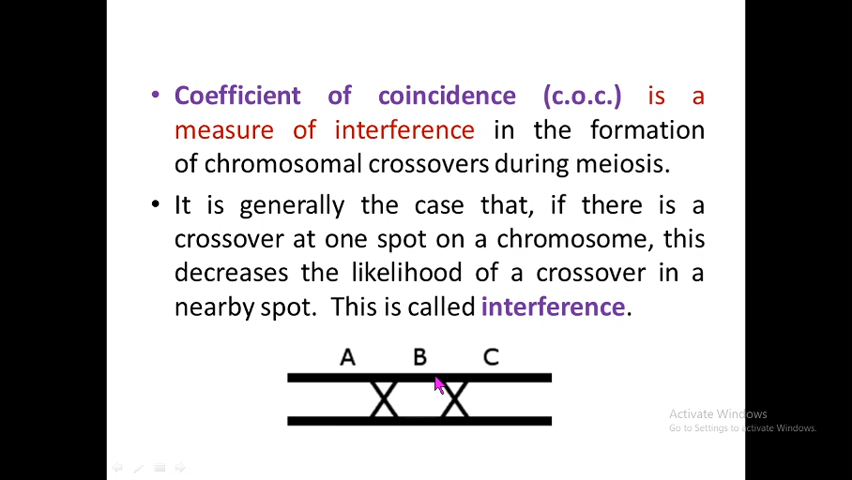 • Coefficient of coincidence (c.o.c.) is a
measure of interference in the formation
of chromosomal crossovers during meiosis.
• It is generally the case that, if there is a
crossover at one spot on a chromosome, this
decreases the likelihood of a crossover in a
nearby spot. This is called interference.
A B C
Activate Windows
Go to Settings to activate Windows.